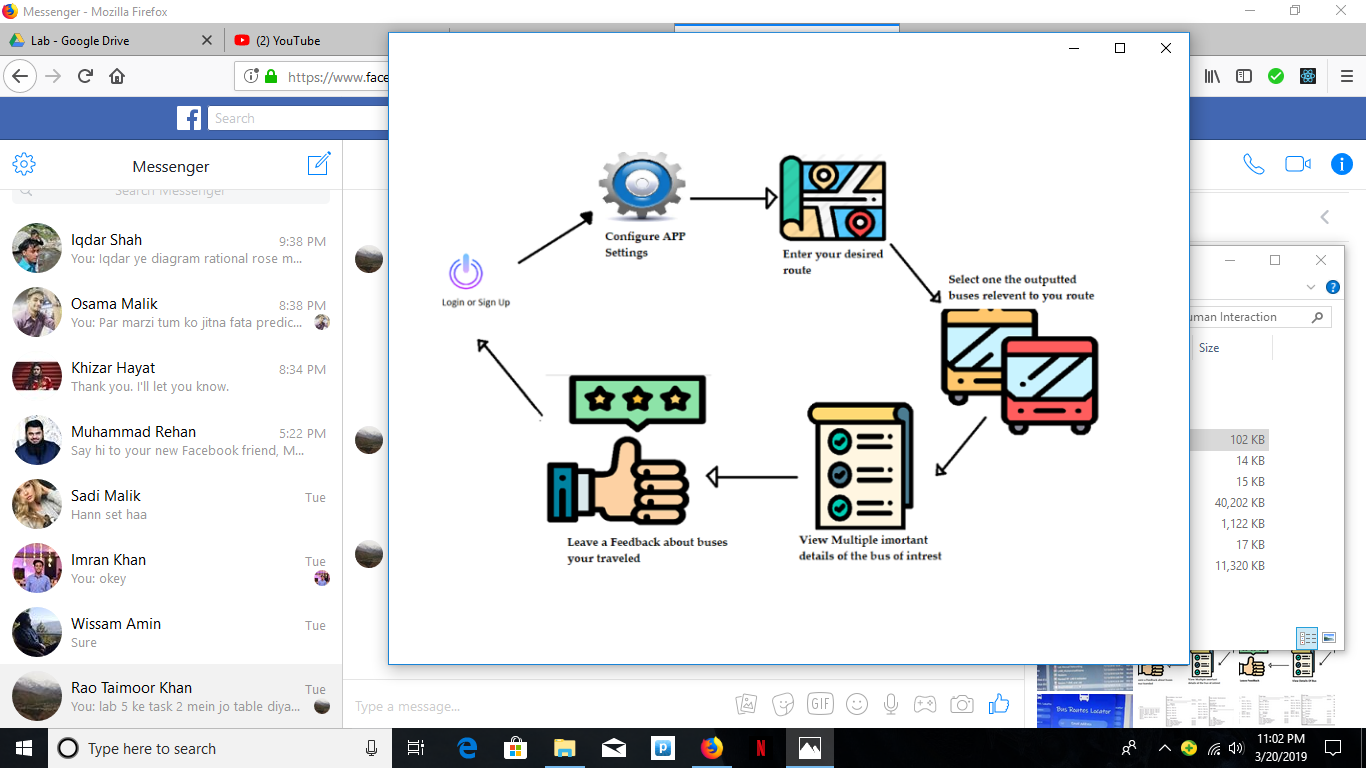 Messenger - Mozilla Firefox
Lab - Google Drive
(2) YouTube
https://www.face
Search
Messenger
Search Messenger
Iqdar Shah
9:38 PM
You: Iqdar ye diagram rational rose m...
Osama Malik
8:38 PM
You: Par marzi tum ko jitna fata predic...
Khizar Hayat
8:34 PM
Thank you. I'll let you know.
Muhammad Rehan
5:22 PM
Say hi to your new Facebook friend, M...
Sadi Malik
Tue
Hann set haa
Imran Khan
Tue
You: okey
Wissam Amin
Tue
Sure
Rao Taimoor Khan
Tue
You: lab 5 ke task 2 mein jo table diya...
Configure APP
Settings
Enter your desired
route
Login or Sign Up
Select one the outputted
buses relevent to you route
View Multiple imortant
details of the bus of intrest
Leave a Feedback about buses
your traveled
uman Interaction
Size
102 KB
14 KB
15 KB
40,202 KB
1,122 KB
17 KB
11,320 KB
Bus Routes Locator
Type a message...
GIF
Type here to search
11:02 PM
3/20/2019